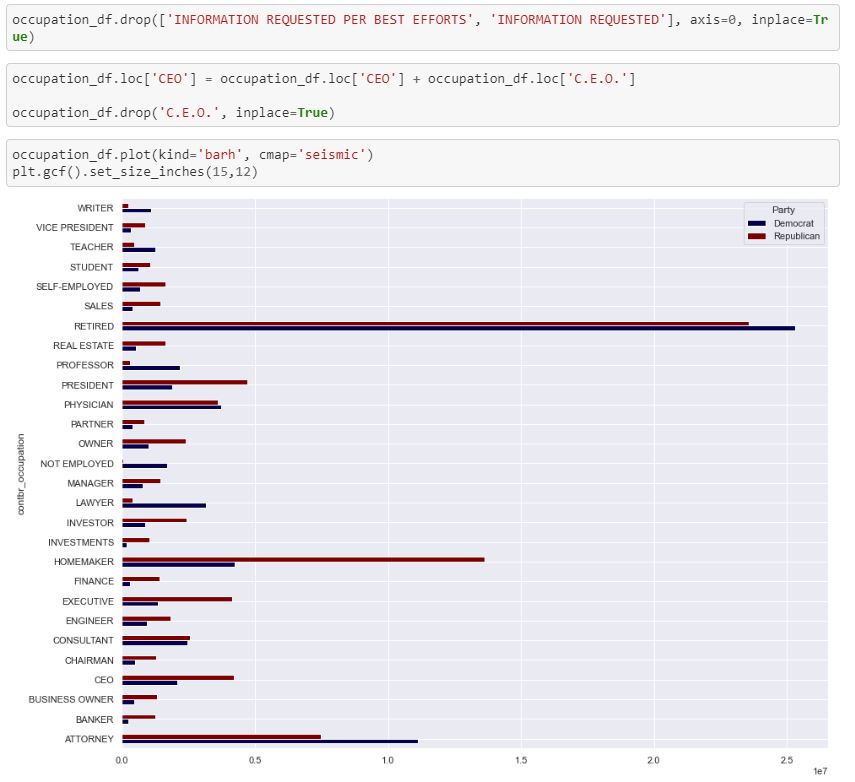 occupation_df.drop(['INFORMATION REQUESTED PER BEST EFFORTS', 'INFORMATION REQUESTED'], axis=0, inplace=Tr
ue)
occupation_df.loc['CEO'] = occupation_df.loc['CEO'] + occupation_df.loc['C.E.O.']
occupation_df.drop('C.E.O.', inplace=True)
occupation_df.plot(kind='barh', cmap='seismic')
plt.gcf().set_size_inches(15,12)
Party
Democrat
Republican
contbr_occupation
WRITER
VICE PRESIDENT
TEACHER
STUDENT
SELF-EMPLOYED
SALES
RETIRED
REAL ESTATE
PROFESSOR
PRESIDENT
PHYSICIAN
PARTNER
OWNER
NOT EMPLOYED
MANAGER
LAWYER
INVESTOR
INVESTMENTS
HOMEMAKER
FINANCE
EXECUTIVE
ENGINEER
CONSULTANT
CHAIRMAN
CEO
BUSINESS OWNER
BANKER
ATTORNEY
0.0 0.5 1.0 1.5 2.0 2.5
1e7